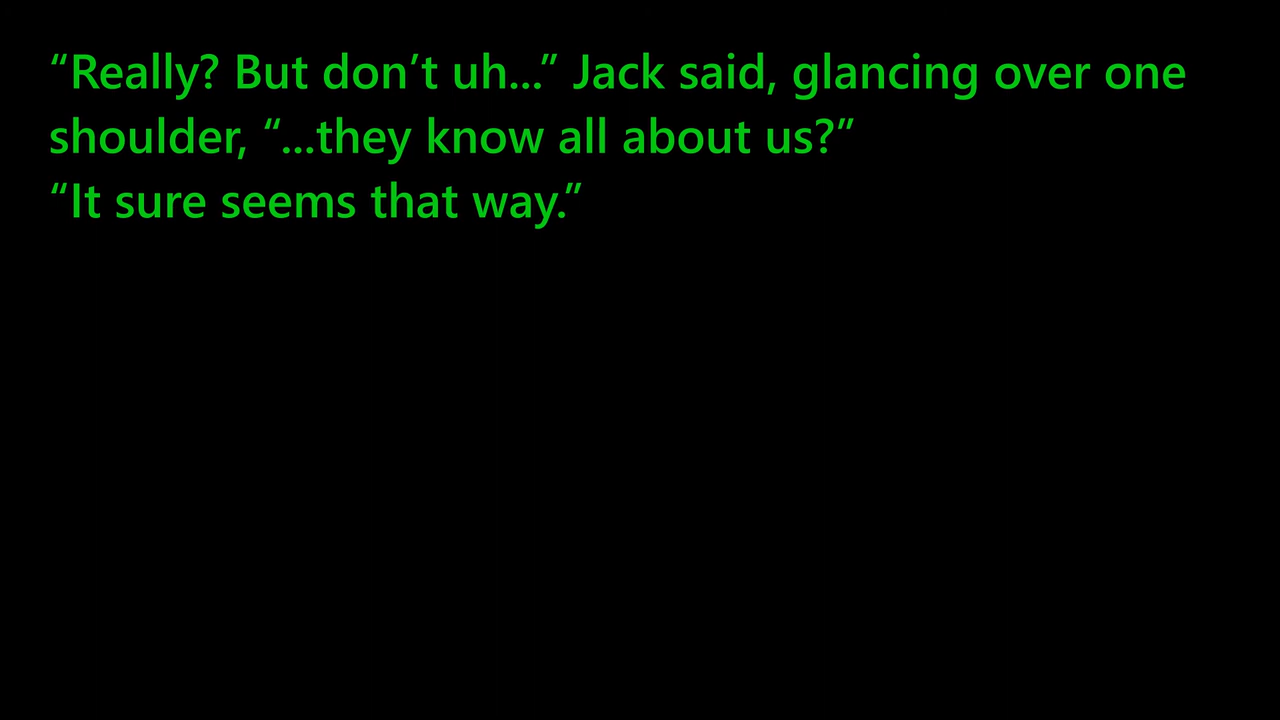 “Really? But don’t uh...” Jack said, glancing over one
shoulder, “...they know all about us?”
“It sure seems that way.”